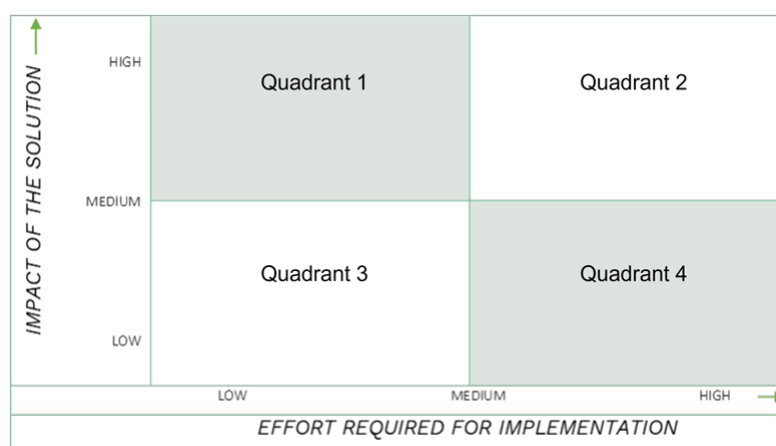 IMPACT OF THE SOLUTION
HIGH
Quadrant 1
Quadrant 2
MEDIUM
Quadrant 3
Quadrant 4
LOW
LOW
MEDIUM
HIGH
EFFORT REQUIRED FOR IMPLEMENTATION